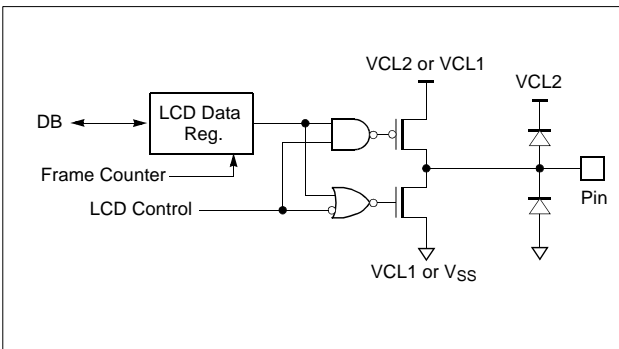 VCL2 or VCL1
VCL2
DB
LCD Data
Reg.
Frame Counter
LCD Control
Pin
VCL1 or VSS